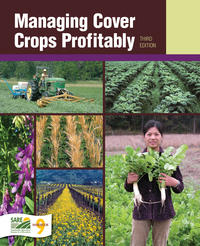 Managing Cover
Crops Profitably
THIRD
EDITION
SARE